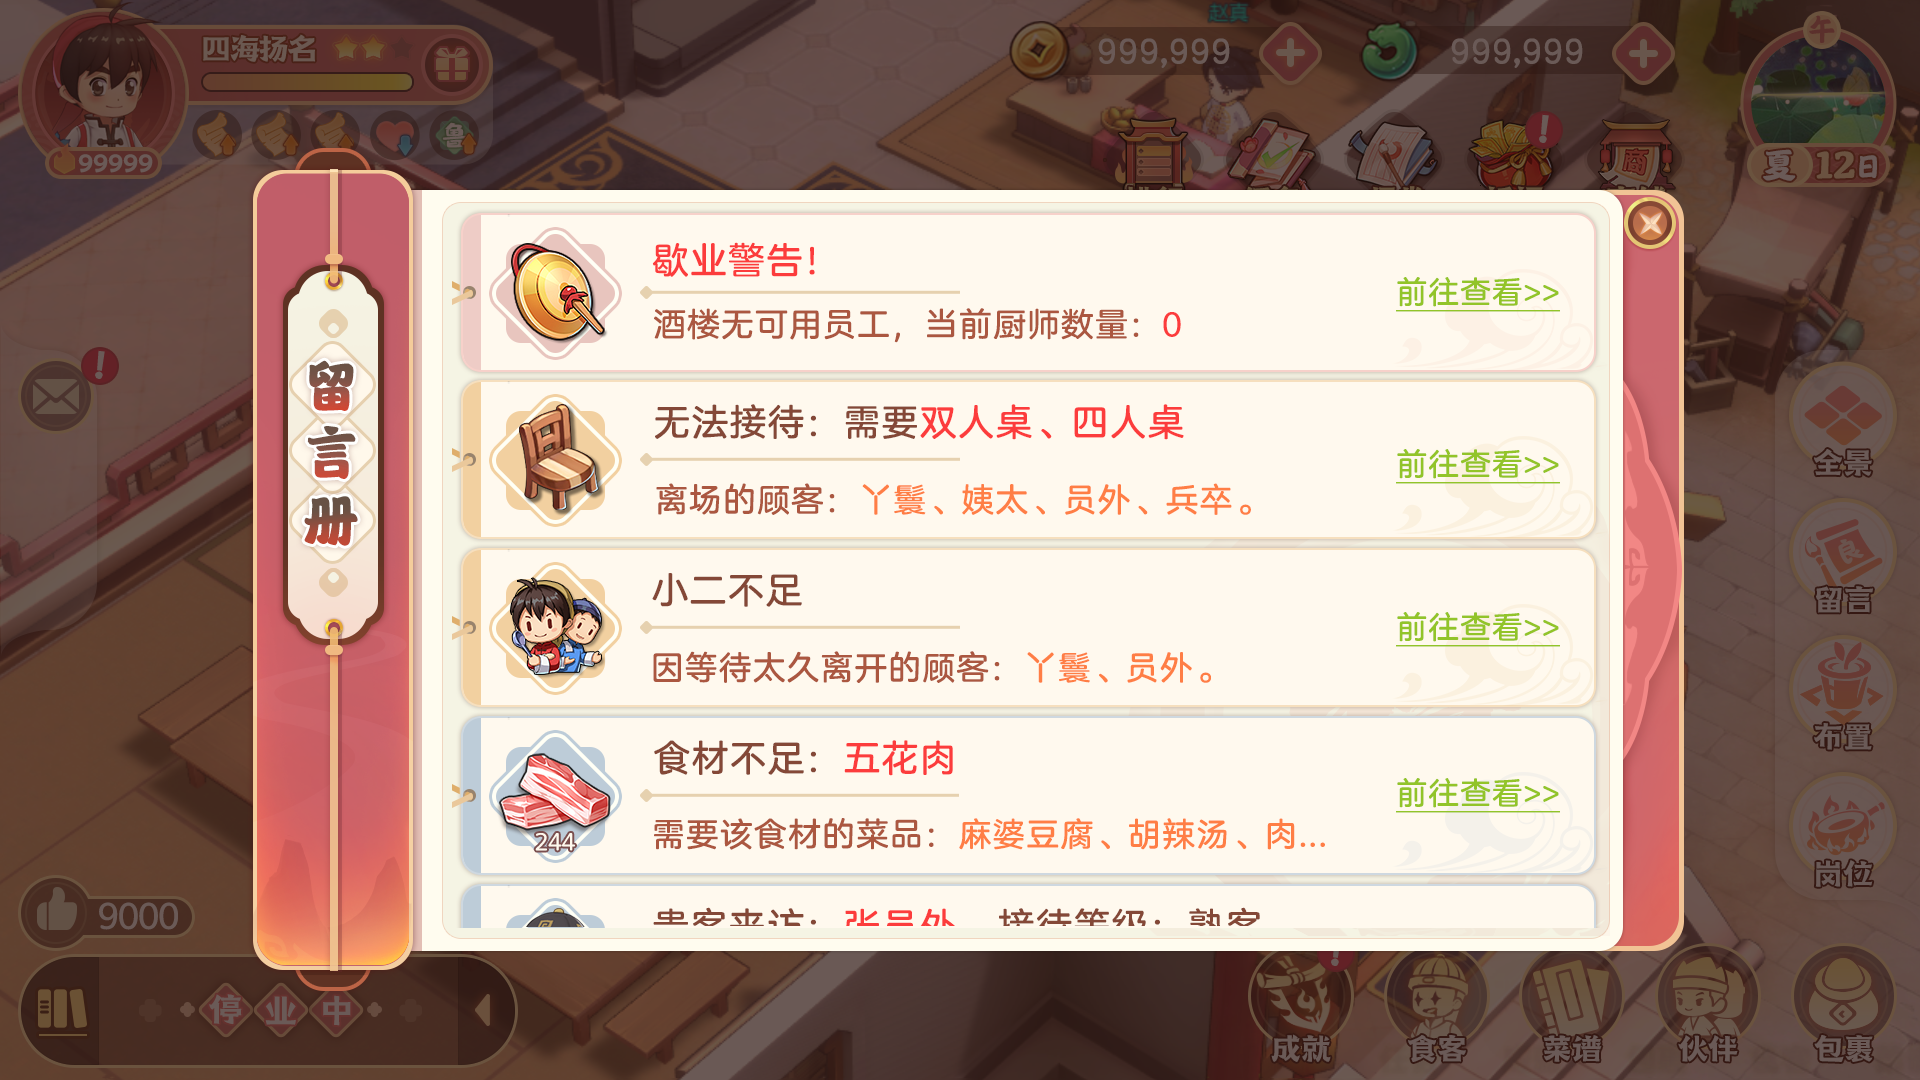 赵真
四海扬名
999,999
999,999
午
99999
夏 12日
商
鲁
歇业警告！
酒楼无可用员工，当前厨师数量：0
前往查看>>
留言册
无法接待：需要双人桌、四人桌
离场的顾客：丫鬟、姨太、员外、兵卒。
前往查看>>
小二不足
因等待太久离开的顾客：丫鬟、员外。
前往查看>>
食材不足：五花肉
244
需要该食材的菜品：麻婆豆腐、胡辣汤、肉...
前往查看>>
贵客来访：张员外 接待等级：熟客
全景
良
留言
布置
岗位
9000
停业中
成就
食客
菜谱
伙伴
包裹